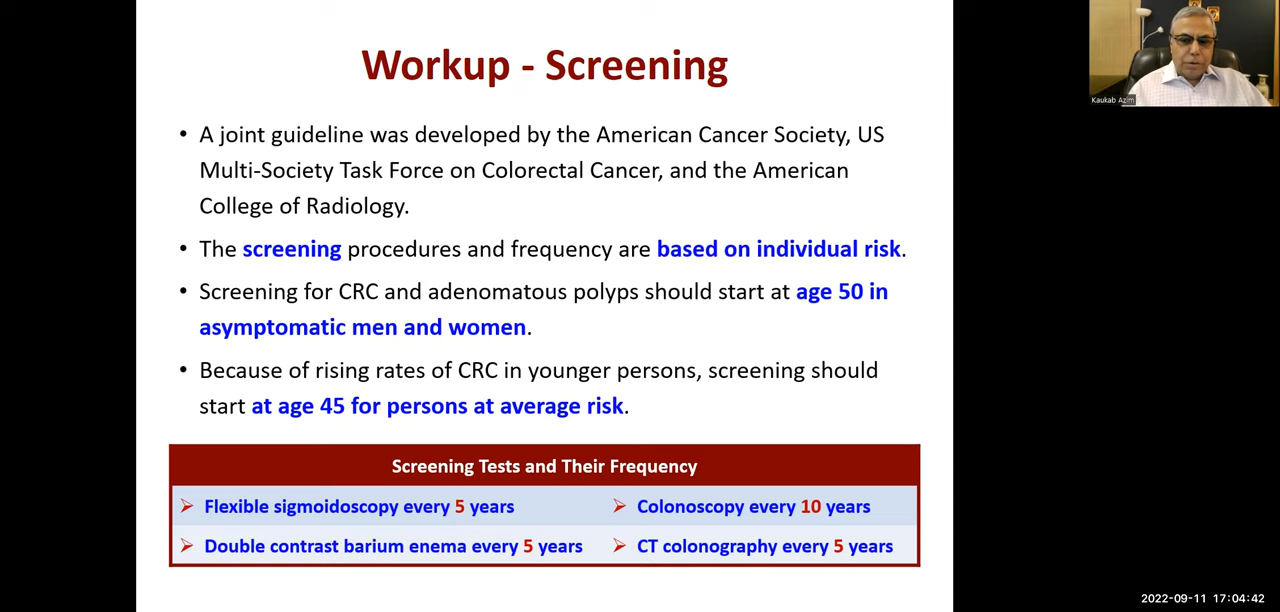 Workup - Screening
• A joint guideline was developed by the American Cancer Society, US
Multi-Society Task Force on Colorectal Cancer, and the American
College of Radiology.
• The screening procedures and frequency are based on individual risk.
• Screening for CRC and adenomatous polyps should start at age 50 in
asymptomatic men and women.
• Because of rising rates of CRC in younger persons, screening should
start at age 45 for persons at average risk.
Screening Tests and Their Frequency
➢ Flexible sigmoidoscopy every 5 years
➢ Colonoscopy every 10 years
➢ Double contrast barium enema every 5 years
➢ CT colonography every 5 years
Kaukab Azim
2022-09-11 17:04:42